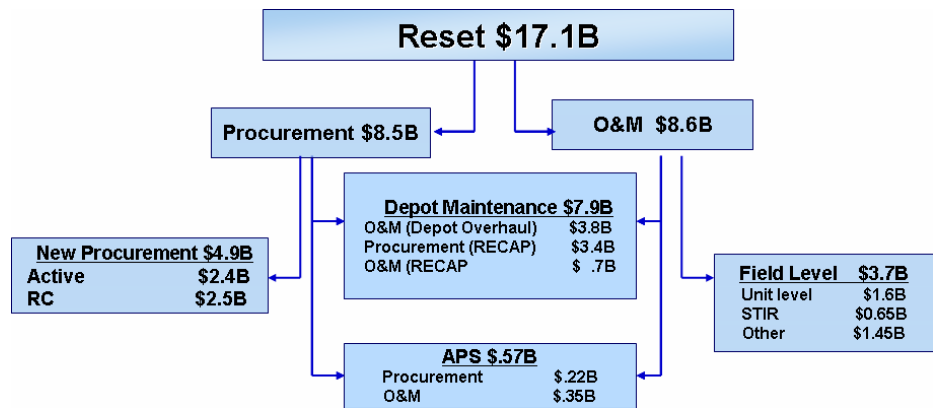 Reset $17.1B
Procurement $8.5B
O&M $8.6B
Depot Maintenance $7.9B
O&M (Depot Overhaul) $3.8B
Procurement (RECAP) $3.4B
O&M (RECAP $ .7B
New Procurement $4.9B
Active $2.4B
RC $2.5B
Field Level $3.7B
Unit level $1.6B
STIR $0.65B
Other $1.45B
APS $.57B
Procurement $.22B
O&M $.35B